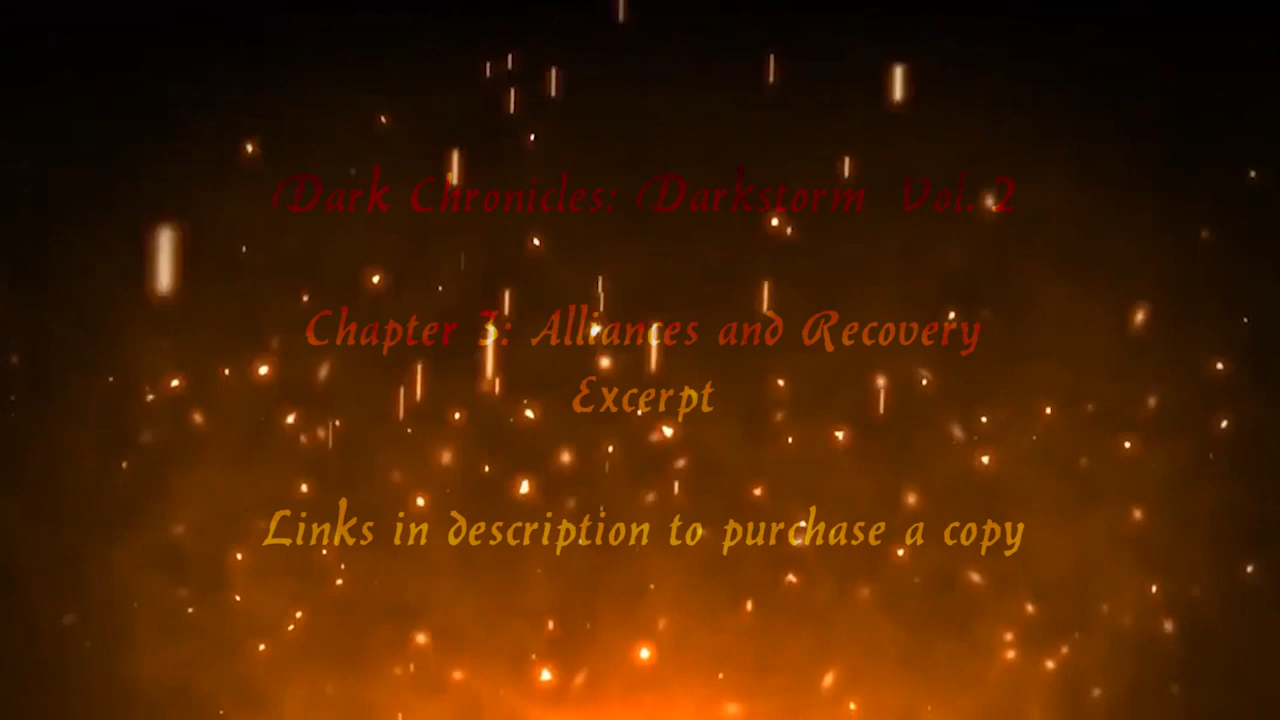 Dark Chronicles: Darkstorm Vol. 2
Chapter 3: Alliances and Recovery
Excerpt
Links in description to purchase a copy